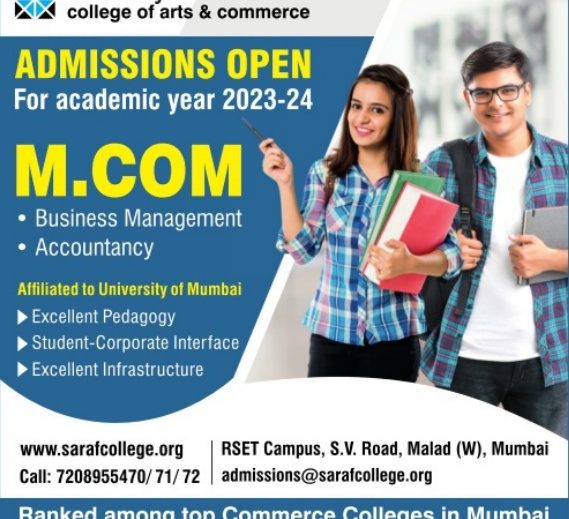 college of arts & commerce
ADMISSIONS OPEN
For academic year 2023-24
M.COM
• Business Management
• Accountancy
Affiliated to University of Mumbai
▶ Excellent Pedagogy
▶ Student-Corporate Interface
▶ Excellent Infrastructure
www.sarafcollege.org
Call: 7208955470/ 71/ 72
RSET Campus, S.V. Road, Malad (W), Mumbai
admissions@sarafcollege.org
Ranked among top Commerce Colleges in Mumbai